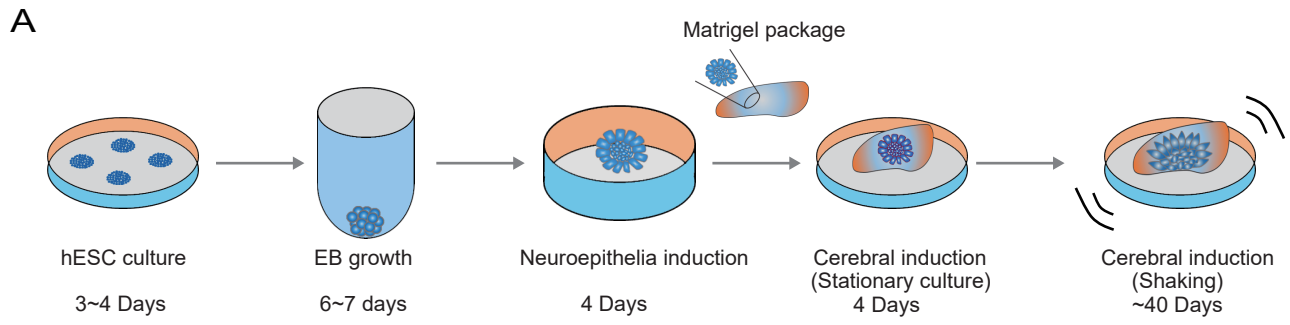 A
Matrigel package
hESC culture
3~4 Days
EB growth
6~7 days
Neuroepithelia induction
4 Days
Cerebral induction
(Stationary culture)
4 Days
Cerebral induction
(Shaking)
~40 Days